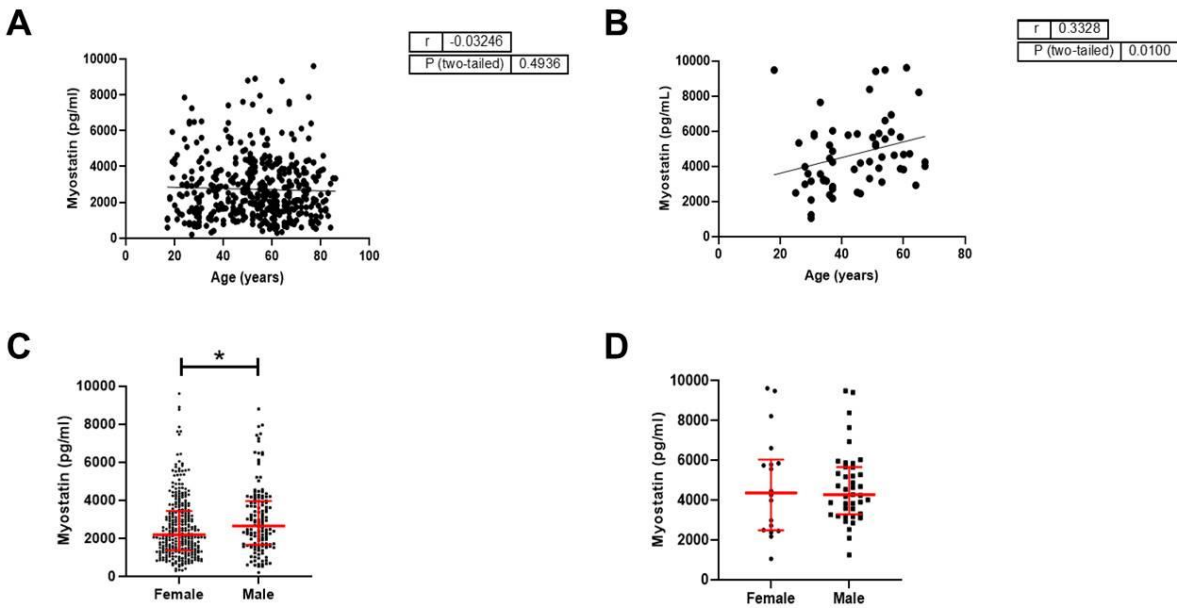 A
r -0.03246
P (two-tailed) 0.4936
10000
8000
6000
4000
2000
0
Myostatin (pg/ml)
0 20 40 60 80 100
Age (years)
B
r 0.3328
P (two-tailed) 0.0100
10000
8000
6000
4000
2000
0
Myostatin (pg/mL)
0 20 40 60 80
Age (years)
C
*
10000
8000
6000
4000
2000
0
Myostatin (pg/ml)
Female Male
D
10000
8000
6000
4000
2000
0
Myostatin (pg/ml)
Female Male